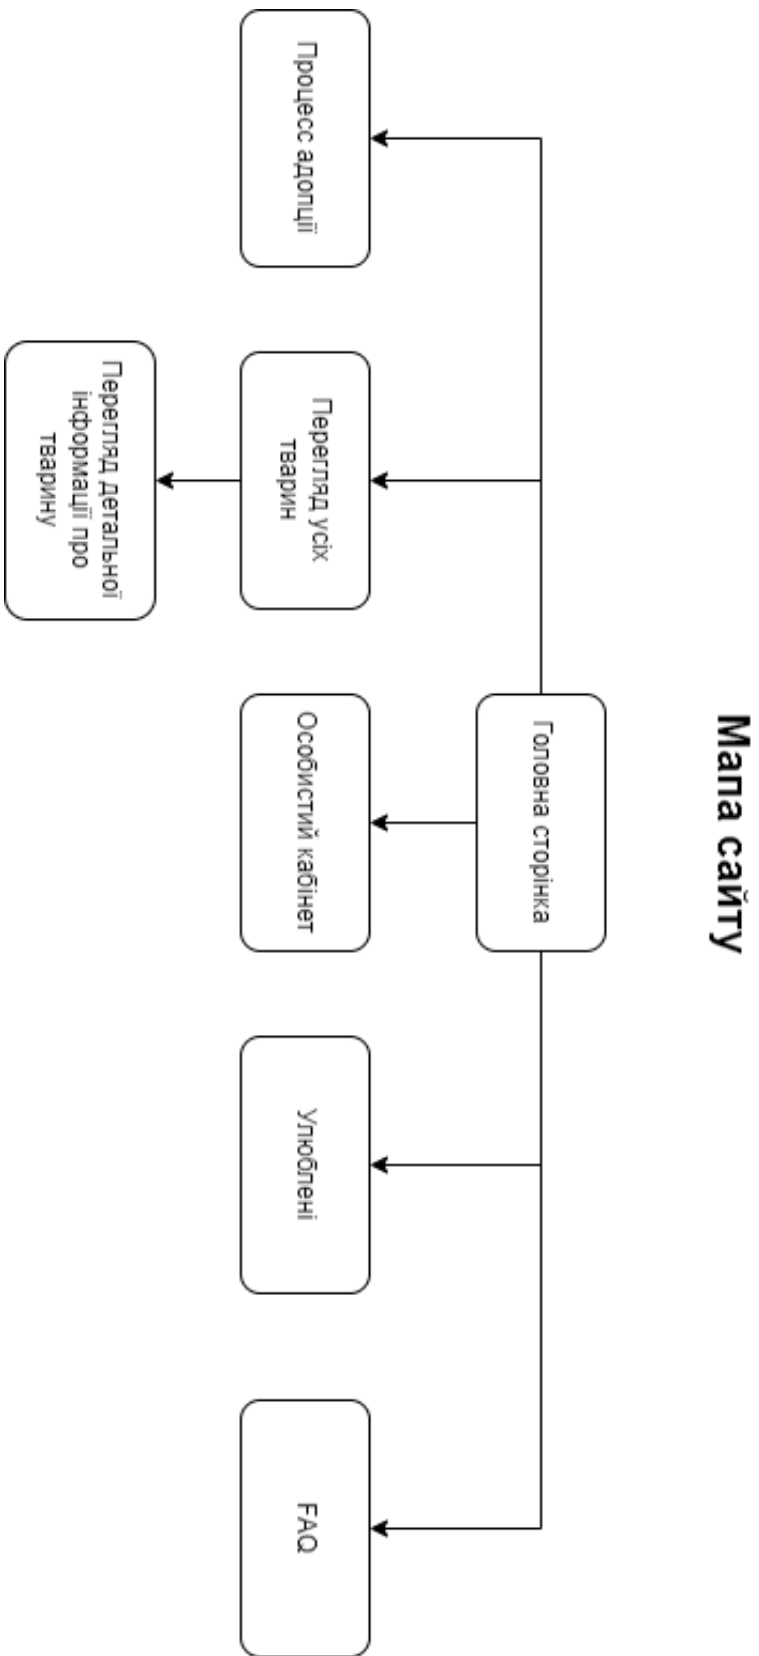 Мапа сайту
Головна сторінка
Процесс адопції
Перегляд усіх
тварин
Особистий кабінет
Улюблені
FAQ
Перегляд детальної
інформації про
тварину